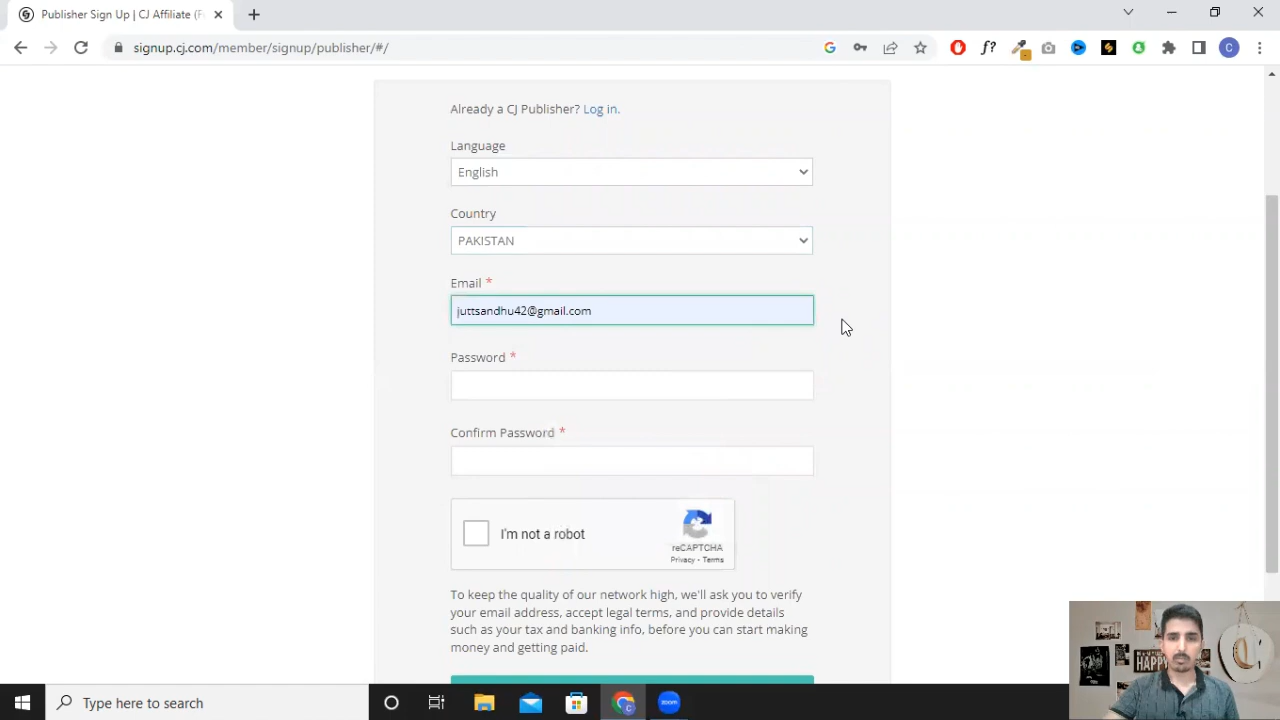 Publisher Sign Up | CJ Affiliate (F
signup.cj.com/member/signup/publisher/#/
Already a CJ Publisher? Log in.
Language
English
Country
PAKISTAN
Email *
juttsandhu42@gmail.com
Password *
Confirm Password *
I'm not a robot
reCAPTCHA
Privacy - Terms
To keep the quality of our network high, we'll ask you to verify
your email address, accept legal terms, and provide details
such as your tax and banking info, before you can start making
money and getting paid.
HAPPY
Type here to search
zoom